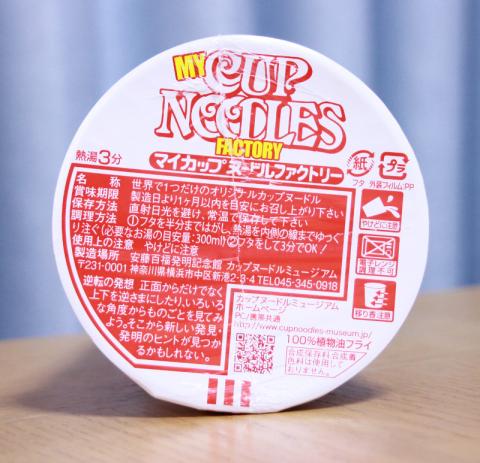 MY CUP
NOODLES
FACTORY
マイカップヌードルファクトリー
熱湯3分
紙
フタ
プラ
外装フィルム:PP
名称 世界で1つだけのオリジナルカップヌードル
賞味期限 製造日より1ヶ月以内を目安にお召し上がり下さい
保存方法 直射日光を避け、常温で保存して下さい
調理方法 ①フタを半分まではがし、熱湯を内側の線までゆっく
り注ぐ(必要なお湯の目安量:300ml)②フタをして3分でOK!
使用上の注意 やけどに注意
製造場所 安藤百福発明記念館 カップヌードルミュージアム
〒231-0001 神奈川県横浜市中区新港2-3-4 TEL045-345-0918
やけどに注意
電子レンジ
調理不可
移り香注意
逆転の発想 正面からだけでなく
上下を逆さまにしたり、いろいろ
な角度からものごとを見てみ
よう。そこから新しい発見・
発明のヒントが見つか
るかもしれない。
カップヌードルミュージアム
ホームページ
PC/携帯共通
http://www.cupnoodles-museum.jp/
100%植物油フライ
合成保存料、合成着
色料は使用して
おりません。